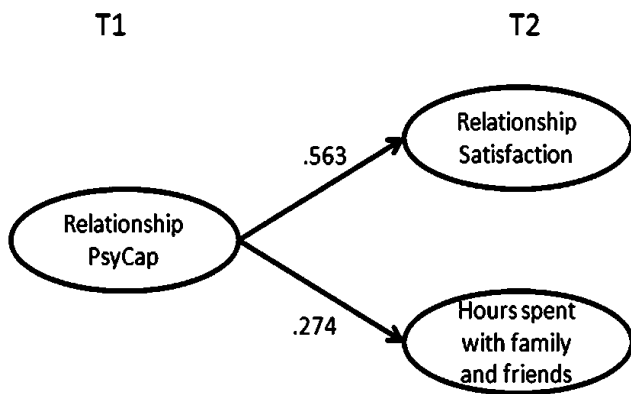 T1
T2
Relationship
Satisfaction
.563
Relationship
PsyCap
.274
Hours spent
with family
and friends